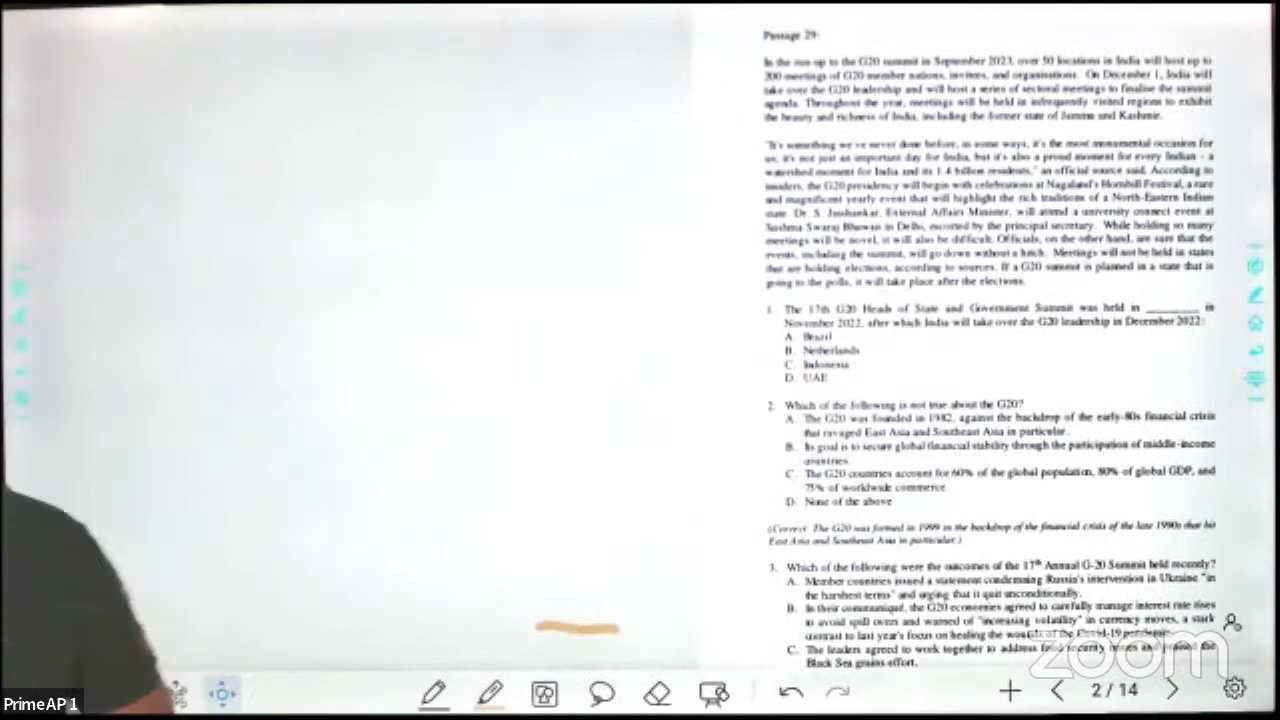 Passage 29:
In the run-up to the G20 summit in September 2023, over 50 locations in India will host up to
200 meetings of G20 member nations, invitees, and organisations. On December 1, India will
take over the G20 leadership and will host a series of sectoral meetings to finalise the summit
agenda. Throughout the year, meetings will be held in infrequently visited regions to exhibit
the beauty and richness of India, including the former state of Jammu and Kashmir.
"It's something we've never done before, in some ways, it's the most monumental occasion for
us, it's not just an important day for India, but it's also a proud moment for every Indian - a
watershed moment for India and its 1.4 billion residents," an official source said. According to
insiders, the G20 presidency will begin with celebrations at Nagaland's Hornbill Festival, a rare
and magnificent yearly event that will highlight the rich traditions of a North-Eastern Indian
state. Dr. S. Jaishankar, External Affairs Minister, will attend a university connect event at
Sushma Swaraj Bhawan in Delhi, escorted by the principal secretary. While holding so many
meetings will be novel, it will also be difficult. Officials, on the other hand, are sure that the
events, including the summit, will go down without a hitch. Meetings will not be held in states
that are holding elections, according to sources. If a G20 summit is planned in a state that is
going to the polls, it will take place after the elections.
1. The 17th G20 Heads of State and Government Summit was held in ________ in
November 2022, after which India will take over the G20 leadership in December 2022:
A. Brazil
B. Netherlands
C. Indonesia
D. UAE
2. Which of the following is not true about the G20?
A. The G20 was founded in 1982, against the backdrop of the early-80s financial crisis
that ravaged East Asia and Southeast Asia in particular.
B. Its goal is to secure global financial stability through the participation of middle-income
countries.
C. The G20 countries account for 60% of the global population, 80% of global GDP, and
75% of worldwide commerce.
D. None of the above
(Correct: The G20 was formed in 1999 in the backdrop of the financial crisis of the late 1990s that hit
East Asia and Southeast Asia in particular.)
3. Which of the following were the outcomes of the 17th Annual G-20 Summit held recently?
A. Member countries issued a statement condemning Russia's intervention in Ukraine "in
the harshest terms" and urging that it quit unconditionally.
B. In their communiqué, the G20 economies agreed to carefully manage interest rate rises
to avoid spill overs and warned of "increasing volatility" in currency moves, a stark
contrast to last year's focus on healing the wounds of the Covid-19 pandemic.
C. The leaders agreed to work together to address food security issues and praised the
Black Sea grains effort.
zoom
2 / 14
PrimeAP 1